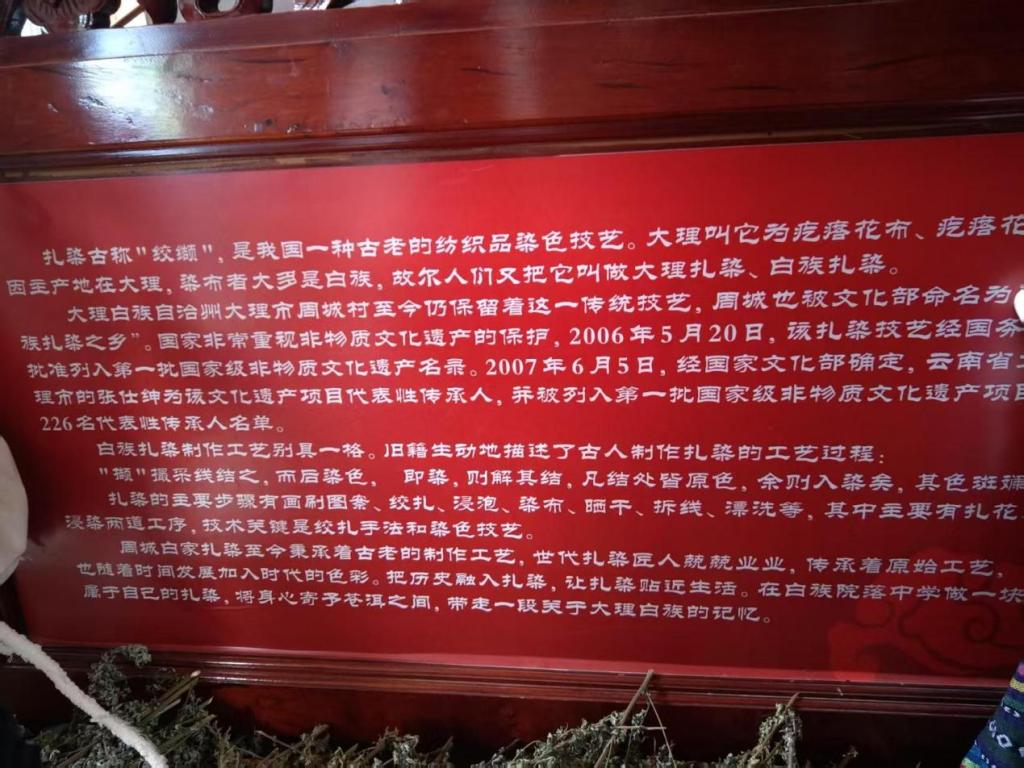 扎染古称"绞缬"，是我国一种古老的纺织品染色技艺。大理叫它为疙瘩花布、疙瘩花
因主产地在大理，染布者大多是白族，故尔人们又把它叫做大理扎染、白族扎染。
大理白族自治州大理市周城村至今仍保留着这一传统技艺，周城也被文化部命名为
族扎染之乡"。国家非常重视非物质文化遗产的保护，2006年5月20日，该扎染技艺经国务
批准列入第一批国家级非物质文化遗产名录。2007年6月5日，经国家文化部确定，云南省
理市的张仕绅为该文化遗产项目代表性传承人，并被列入第一批国家级非物质文化遗产项目
226名代表性传承人名单。
白族扎染制作工艺别具一格。旧籍生动地描述了古人制作扎染的工艺过程：
"撷"撮采线结之，而后染色， 即染，则解其结，凡结处皆原色，余则入染矣，其色斑斓
扎染的主要步骤有画刷图案、绞扎、浸泡、染布、晒干、拆线、漂洗等，其中主要有扎花、
浸染两道工序，技术关键是绞扎手法和染色技艺。
周城白家扎染至今秉承着古老的制作工艺，世代扎染匠人兢兢业业，传承着原始工艺，
也随着时间发展加入时代的色彩。把历史融入扎染，让扎染贴近生活。在白族院落中学做一块
属于自己的扎染，将身心寄予苍洱之间，带走一段关于大理白族的记忆。